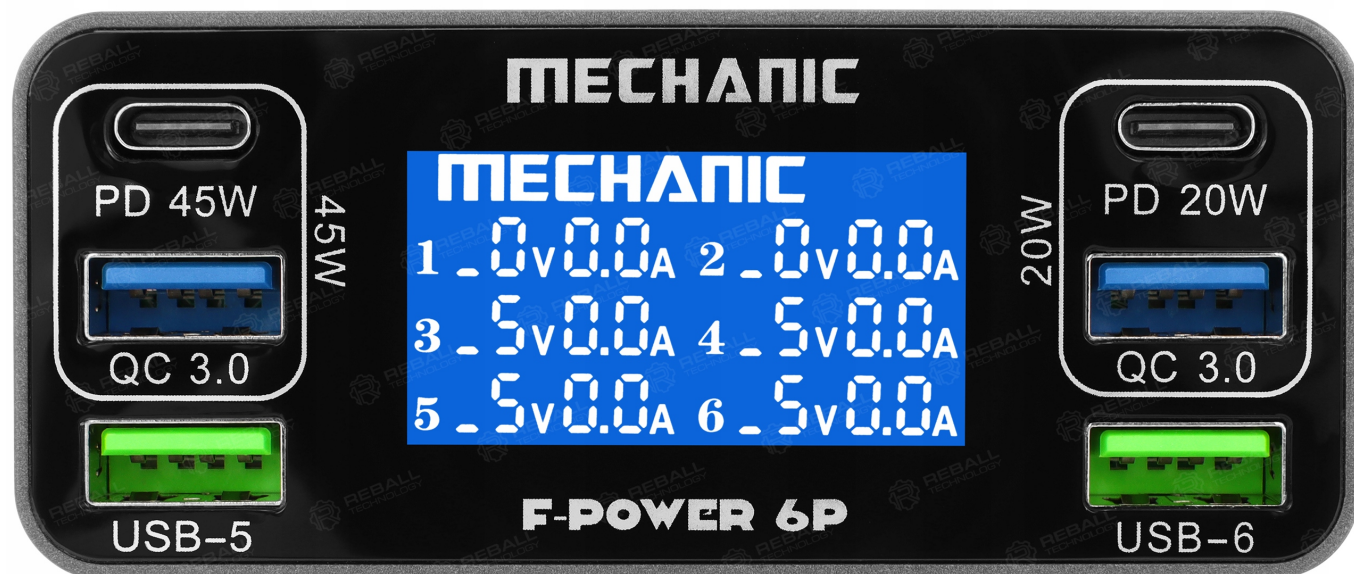 MECHANIC
PD 45W
45W
QC 3.0
USB-5
MECHANIC
1 _0V0.0A 2 _0V0.0A
3 _5V0.0A 4 _5V0.0A
5 _5V0.0A 6 _5V0.0A
F-POWER 6P
PD 20W
20W
QC 3.0
USB-6
REBALL
TECHNOLOGY